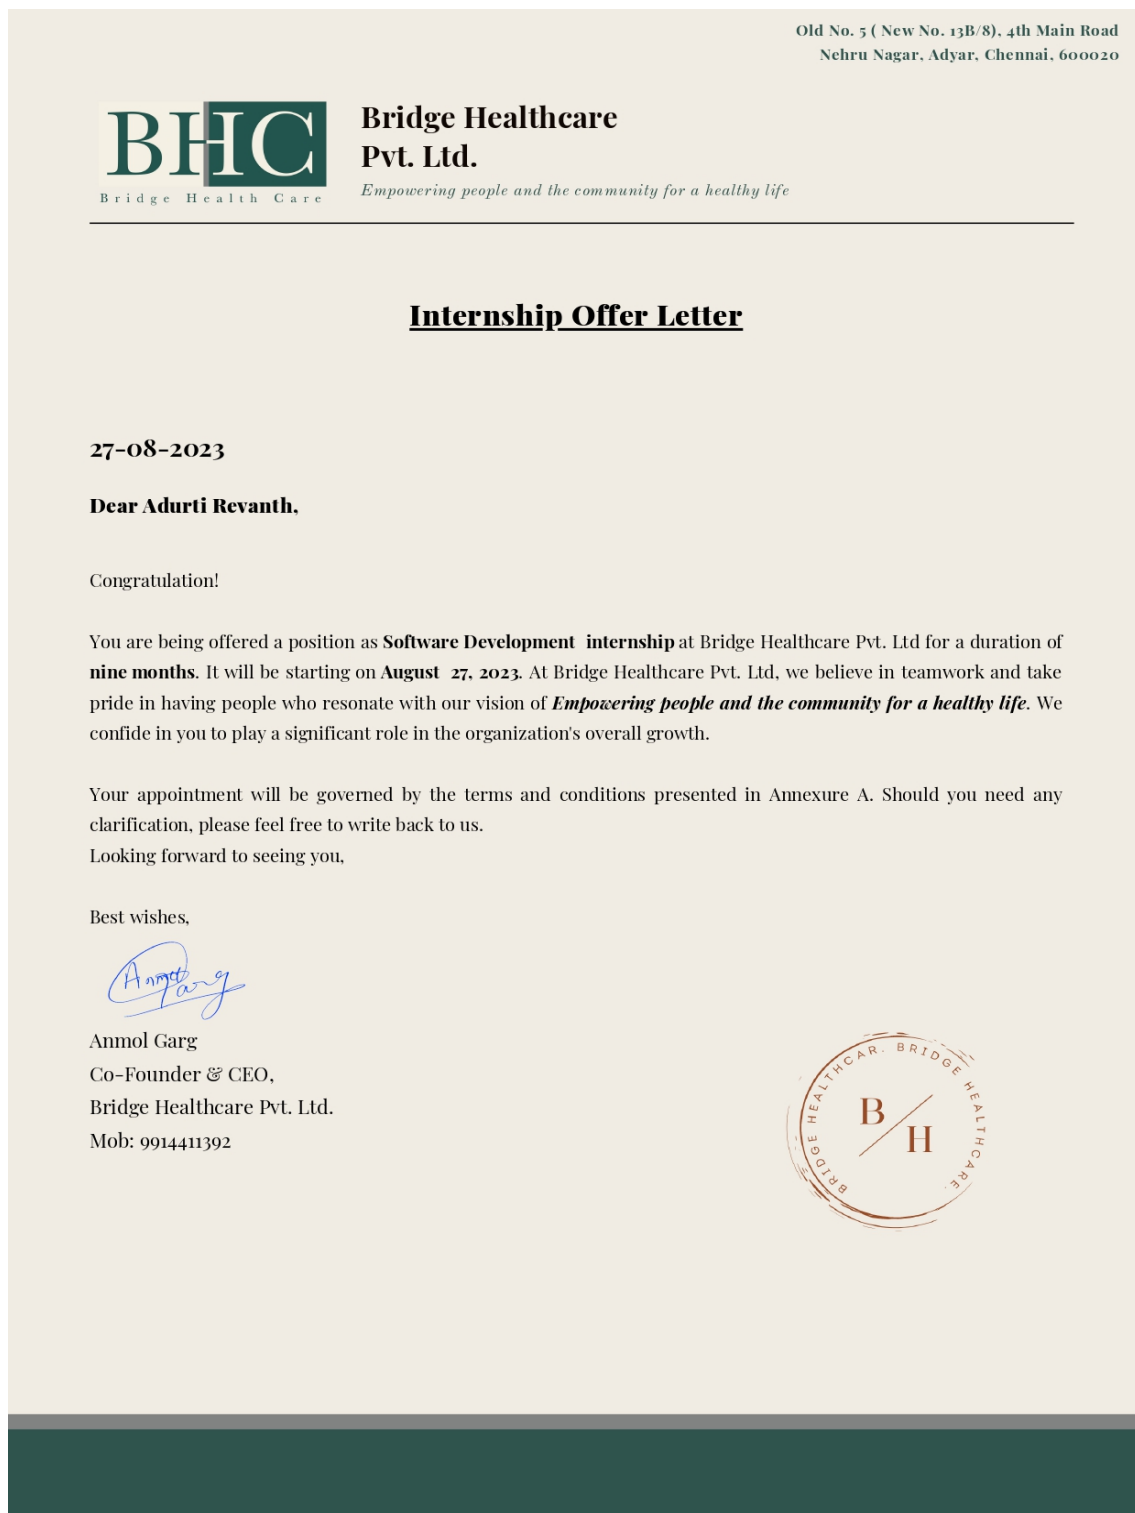 Old No. 5 ( New No. 13B/8), 4th Main Road
Nehru Nagar, Adyar, Chennai, 600020
BHC
Bridge Health Care
Bridge Healthcare
Pvt. Ltd.
Empowering people and the community for a healthy life
Internship Offer Letter
27-08-2023
Dear Adurti Revanth,
Congratulation!
You are being offered a position as Software Development internship at Bridge Healthcare Pvt. Ltd for a duration of
nine months. It will be starting on August 27, 2023. At Bridge Healthcare Pvt. Ltd, we believe in teamwork and take
pride in having people who resonate with our vision of Empowering people and the community for a healthy life. We
confide in you to play a significant role in the organization's overall growth.
Your appointment will be governed by the terms and conditions presented in Annexure A. Should you need any
clarification, please feel free to write back to us.
Looking forward to seeing you,
Best wishes,
Anmol Garg
Anmol Garg
Co-Founder & CEO,
Bridge Healthcare Pvt. Ltd.
Mob: 9914411392
BRIDGE HEALTHCAR. BRIDGE HEALTHCARE.
B
H